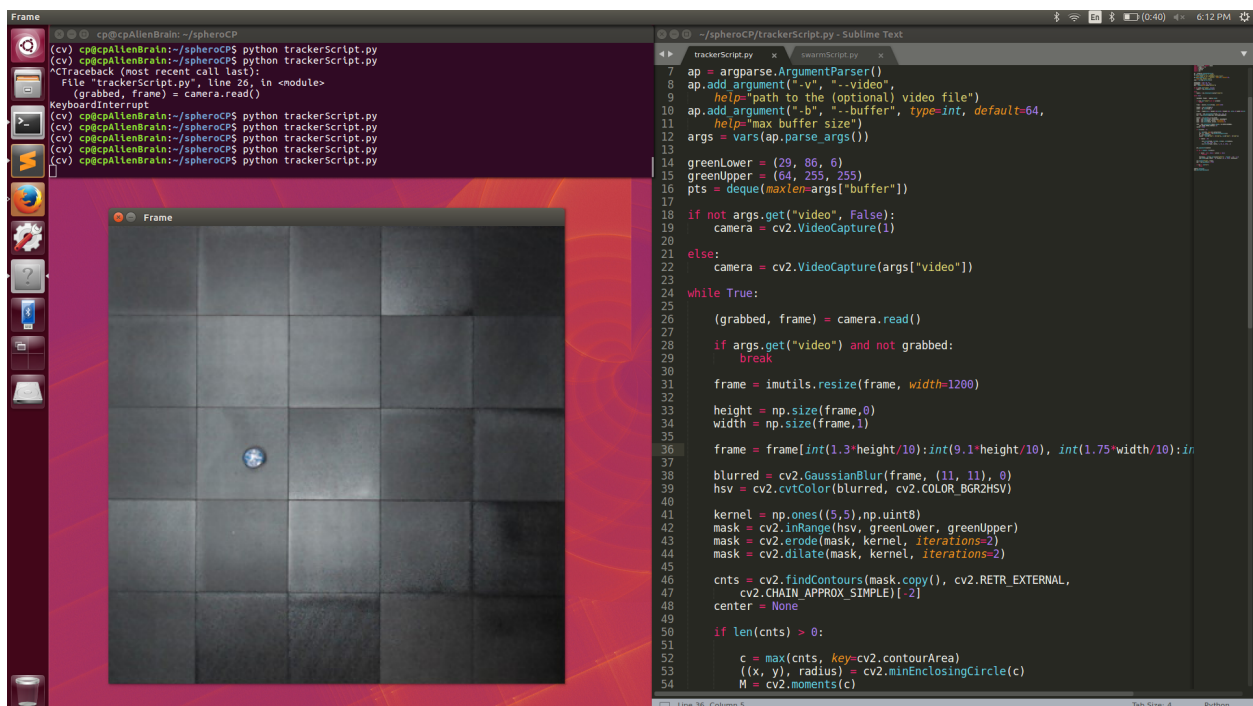 Frame
En
(0:40)
6:12 PM
cp@cpAlienBrain: ~/spheroCP
(cv) cp@cpAlienBrain:~/spheroCP$ python trackerScript.py
(cv) cp@cpAlienBrain:~/spheroCP$ python trackerScript.py
^CTraceback (most recent call last):
File "trackerScript.py", line 26, in <module>
(grabbed, frame) = camera.read()
KeyboardInterrupt
(cv) cp@cpAlienBrain:~/spheroCP$ python trackerScript.py
(cv) cp@cpAlienBrain:~/spheroCP$ python trackerScript.py
(cv) cp@cpAlienBrain:~/spheroCP$ python trackerScript.py
(cv) cp@cpAlienBrain:~/spheroCP$ python trackerScript.py
(cv) cp@cpAlienBrain:~/spheroCP$ python trackerScript.py
Frame
~/spheroCP/trackerScript.py - Sublime Text
trackerScript.py x swarmScript.py x
7 ap = argparse.ArgumentParser()
8 ap.add_argument("-v", "--video",
9 help="path to the (optional) video file")
10 ap.add_argument("-b", "--buffer", type=int, default=64,
11 help="max buffer size")
12 args = vars(ap.parse_args())
13
14 greenLower = (29, 86, 6)
15 greenUpper = (64, 255, 255)
16 pts = deque(maxlen=args["buffer"])
17
18 if not args.get("video", False):
19 camera = cv2.VideoCapture(1)
20
21 else:
22 camera = cv2.VideoCapture(args["video"])
23
24 while True:
25
26 (grabbed, frame) = camera.read()
27
28 if args.get("video") and not grabbed:
29 break
30
31 frame = imutils.resize(frame, width=1200)
32
33 height = np.size(frame,0)
34 width = np.size(frame,1)
35
36 frame = frame[int(1.3*height/10):int(9.1*height/10), int(1.75*width/10):in
37
38 blurred = cv2.GaussianBlur(frame, (11, 11), 0)
39 hsv = cv2.cvtColor(blurred, cv2.COLOR_BGR2HSV)
40
41 kernel = np.ones((5,5),np.uint8)
42 mask = cv2.inRange(hsv, greenLower, greenUpper)
43 mask = cv2.erode(mask, kernel, iterations=2)
44 mask = cv2.dilate(mask, kernel, iterations=2)
45
46 cnts = cv2.findContours(mask.copy(), cv2.RETR_EXTERNAL,
47 cv2.CHAIN_APPROX_SIMPLE)[-2]
48 center = None
49
50 if len(cnts) > 0:
51
52 c = max(cnts, key=cv2.contourArea)
53 ((x, y), radius) = cv2.minEnclosingCircle(c)
54 M = cv2.moments(c)
Line 36, Column 5
Tab Size: 4
Python